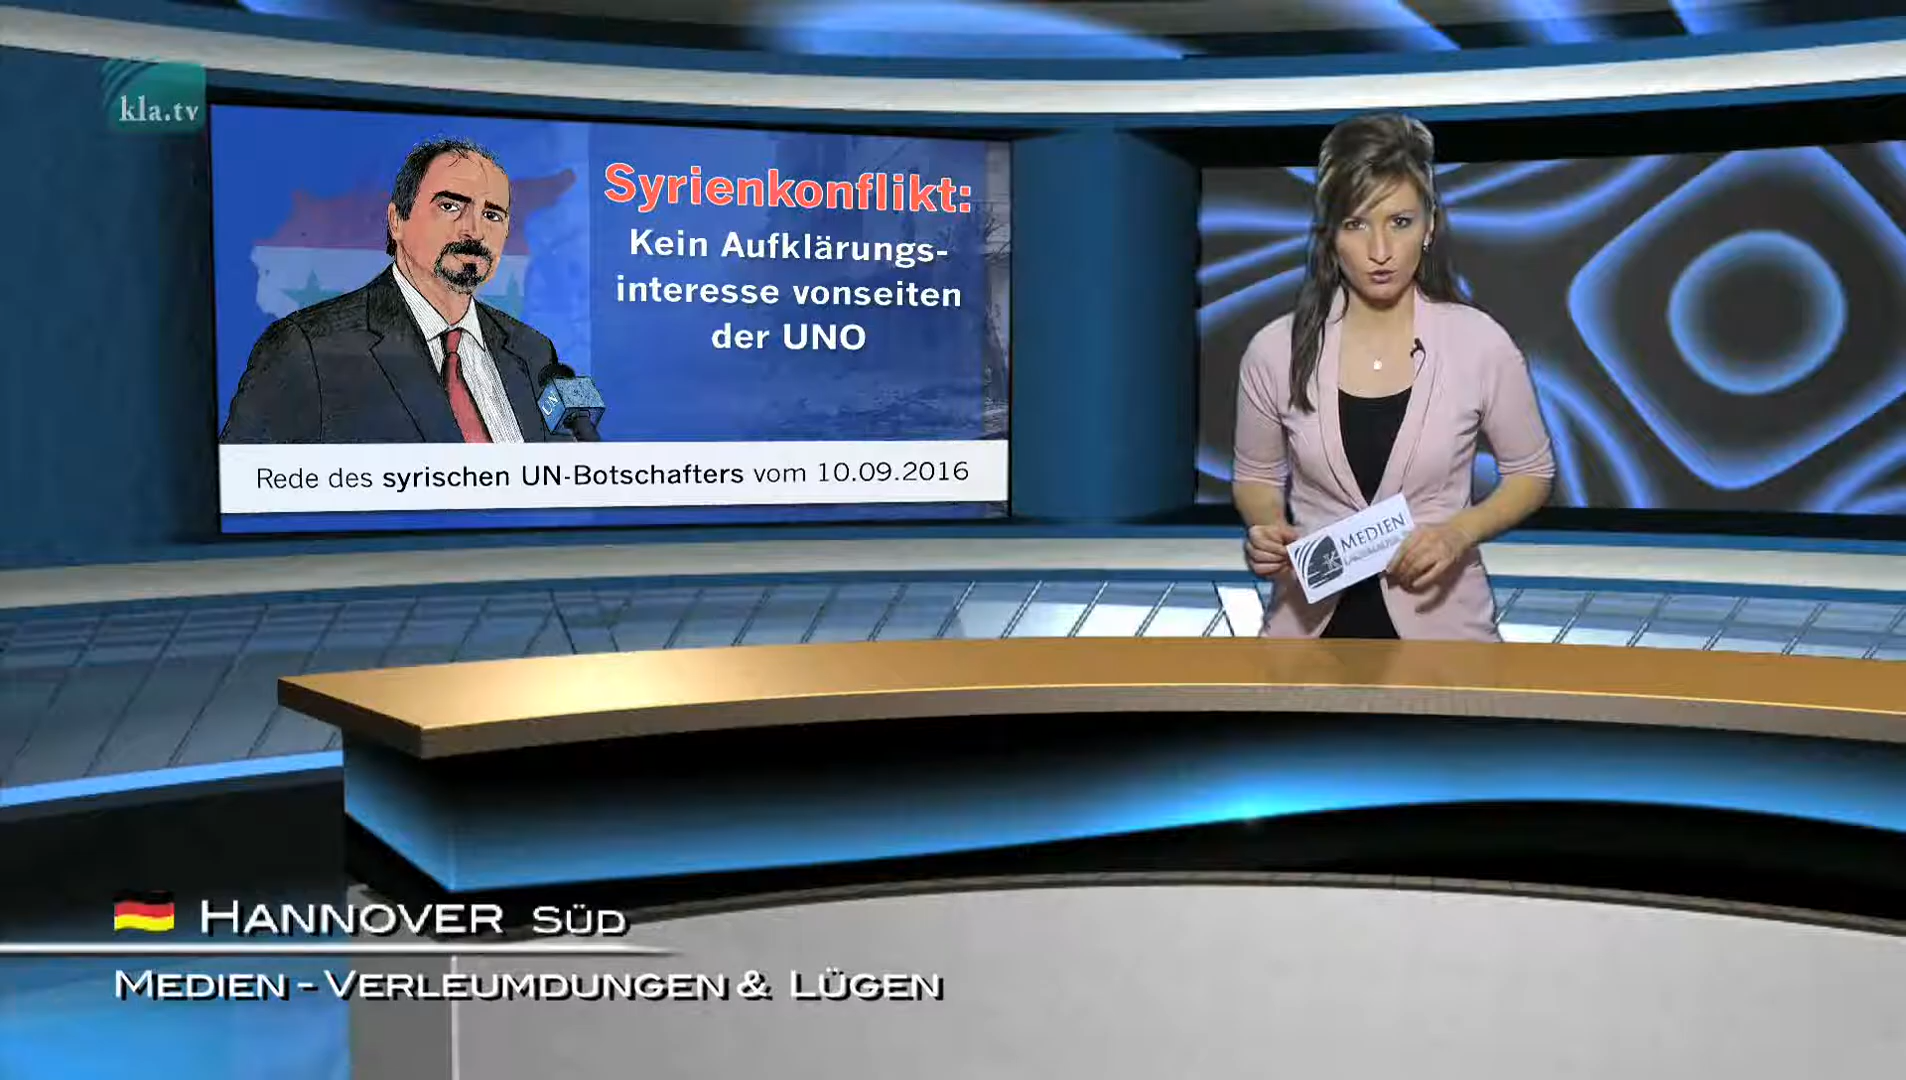 kla.tv
Syrienkonflikt:
Kein Aufklärungs-
interesse vonseiten
der UNO
UN
Rede des syrischen UN-Botschafters vom 10.09.2016
MEDIEN
HANNOVER SÜD
MEDIEN - VERLEUMDUNGEN & LÜGEN